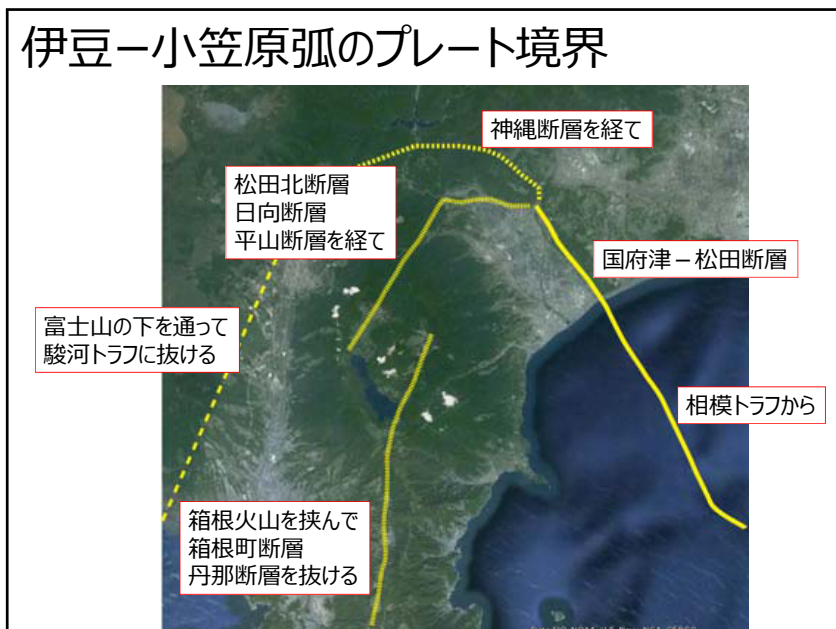 伊豆ー小笠原弧のプレート境界
神縄断層を経て
松田北断層
日向断層
平山断層を経て
国府津－松田断層
富士山の下を通って
駿河トラフに抜ける
相模トラフから
箱根火山を挟んで
箱根町断層
丹那断層を抜ける